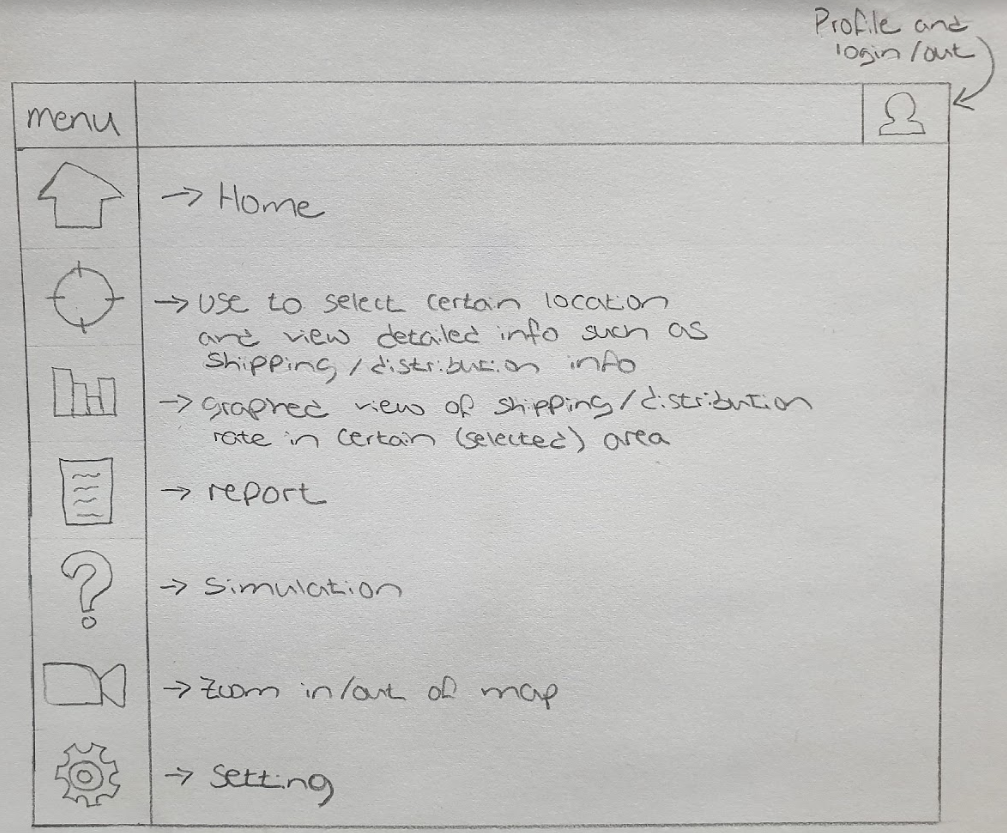 Profile and
login/out
menu
→ Home
→ Use to select certain location
and view detailed info such as
Shipping/distribution info
→ graphed view of shipping/distribution
rate in certain (selected) area
→ report
→ Simulation
→ Zoom in/out of map
→ Setting